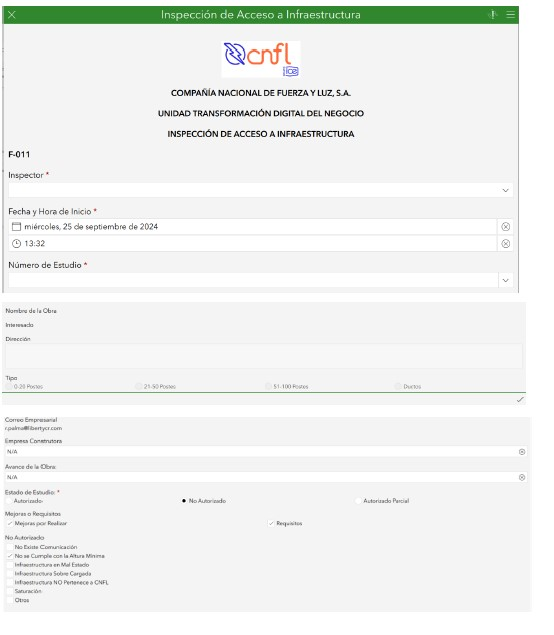 Inspección de Acceso a Infraestructura
cnfl
ice
COMPAÑÍA NACIONAL DE FUERZA Y LUZ, S.A.
UNIDAD TRANSFORMACIÓN DIGITAL DEL NEGOCIO
INSPECCIÓN DE ACCESO A INFRAESTRUCTURA
F-011
Inspector *
Fecha y Hora de Inicio *
miércoles, 25 de septiembre de 2024
13:32
Número de Estudio *
Nombre de la Obra
Interesado
Dirección
Tipo
0-20 Postes 21-50 Postes 51-100 Postes Ductos
Correo Empresarial
r.palma@libertycr.com
Empresa Construtora
N/A
Avance de la Obra:
N/A
Estado de Estudio: *
Autorizado No Autorizado Autorizado Parcial
Mejoras o Requisitos
Mejoras por Realizar Requisitos
No Autorizado
No Existe Comunicación
No se Cumple con la Altura Mínima
Infraestructura en Mal Estado
Infraestructura Sobre Cargada
Infraestructura NO Pertenece a CNFL
Saturación
Otros